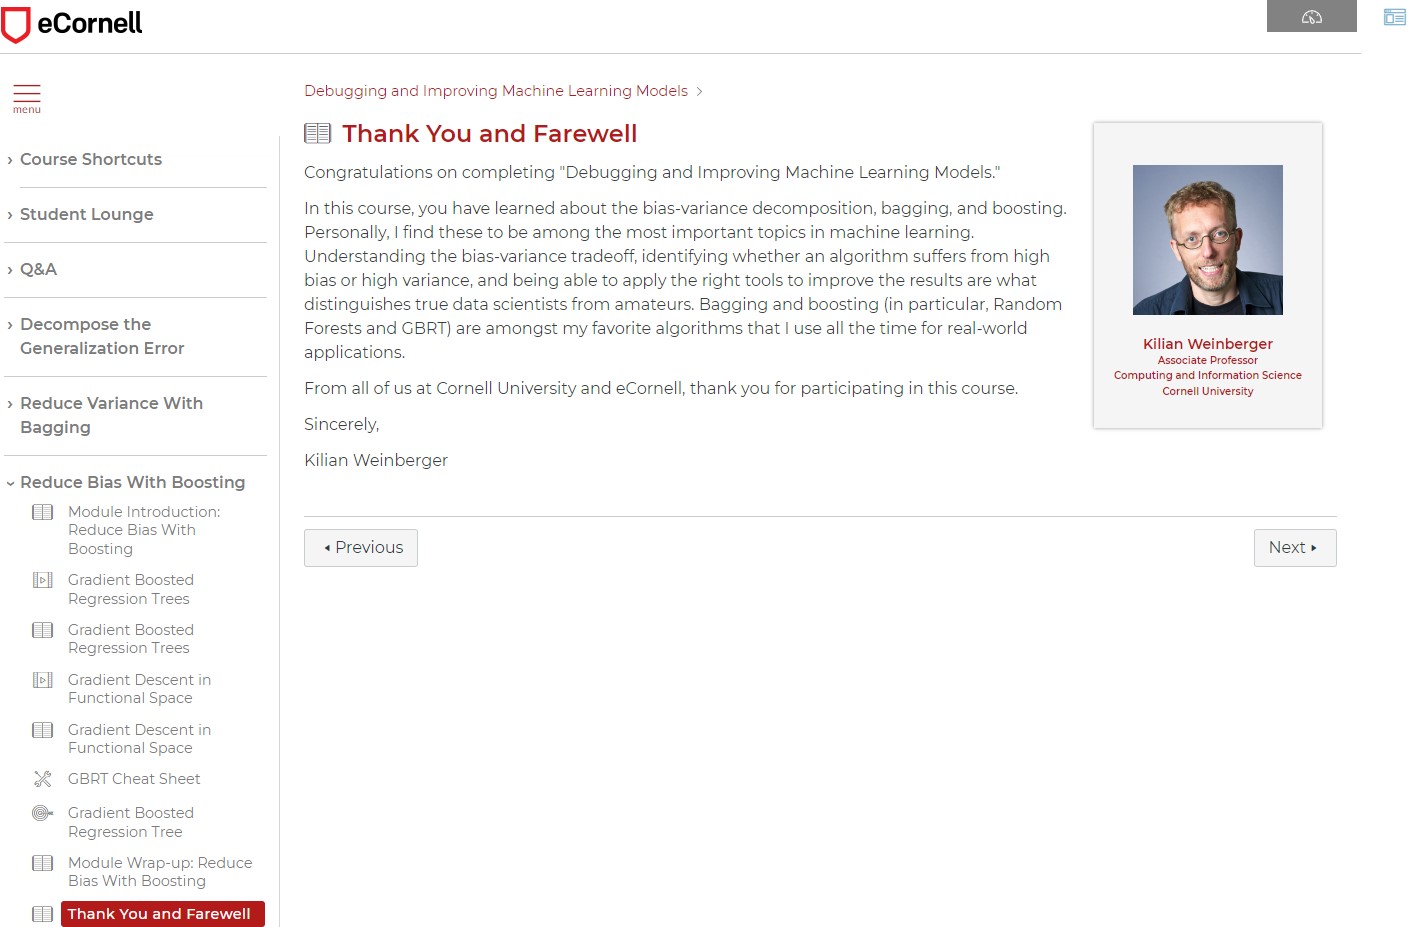 eCornell
menu
Course Shortcuts
Student Lounge
Q&A
Decompose the
Generalization Error
Reduce Variance With
Bagging
Reduce Bias With Boosting
Module Introduction:
Reduce Bias With
Boosting
Gradient Boosted
Regression Trees
Gradient Boosted
Regression Trees
Gradient Descent in
Functional Space
Gradient Descent in
Functional Space
GBRT Cheat Sheet
Gradient Boosted
Regression Tree
Module Wrap-up: Reduce
Bias With Boosting
Thank You and Farewell
Debugging and Improving Machine Learning Models
Thank You and Farewell
Congratulations on completing "Debugging and Improving Machine Learning Models."
In this course, you have learned about the bias-variance decomposition, bagging, and boosting.
Personally, I find these to be among the most important topics in machine learning.
Understanding the bias-variance tradeoff, identifying whether an algorithm suffers from high
bias or high variance, and being able to apply the right tools to improve the results are what
distinguishes true data scientists from amateurs. Bagging and boosting (in particular, Random
Forests and GBRT) are amongst my favorite algorithms that I use all the time for real-world
applications.
From all of us at Cornell University and eCornell, thank you for participating in this course.
Sincerely,
Kilian Weinberger
Kilian Weinberger
Associate Professor
Computing and Information Science
Cornell University
Previous
Next